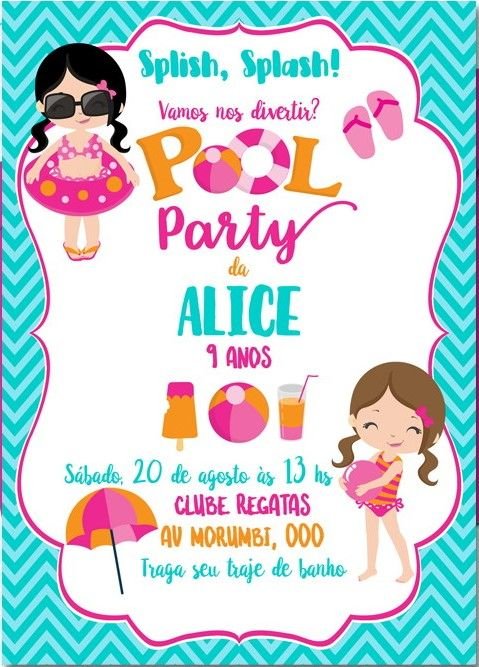 Splish, Splash!
Vamos nos divertir?
POOL
Party
da
ALICE
9 ANOS
Sábado, 20 de agosto às 13 hs
CLUBE REGATAS
AV MORUMBI, 000
Traga seu traje de banho